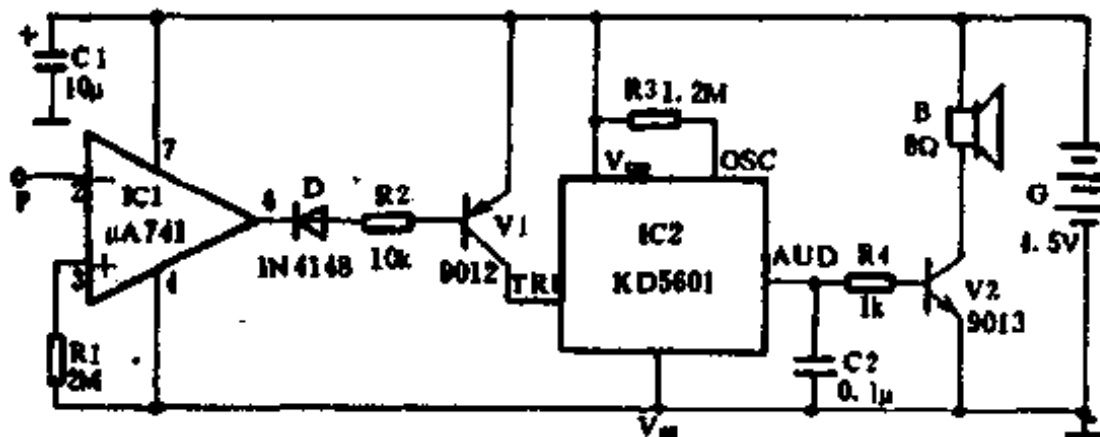 +
C1
10μ
7
P
2
−
IC1
μA741
6
3
+
4
R1
2M
D
1N4148
R2
10k
V1
9012
TRI
R3 1.2M
OSC
IC2
KD5601
AUD
R4
1k
C2
0.1μ
V2
9013
B
8Ω
G
4.5V